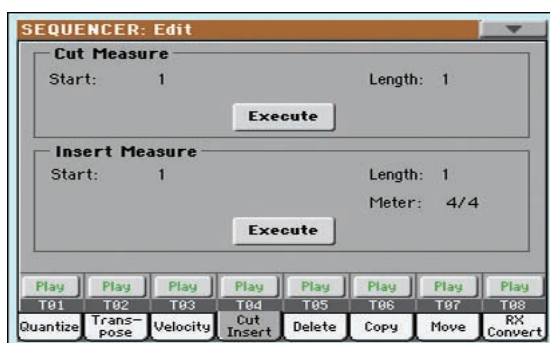 SEQUENCER: Edit
Cut Measure
Start: 1 Length: 1
Execute
Insert Measure
Start: 1 Length: 1
Meter: 4/4
Execute
Play Play Play Play Play Play Play Play
T01 T02 T03 T04 T05 T06 T07 T08
Quantize Trans-pose Velocity Cut Insert Delete Copy Move RX Convert